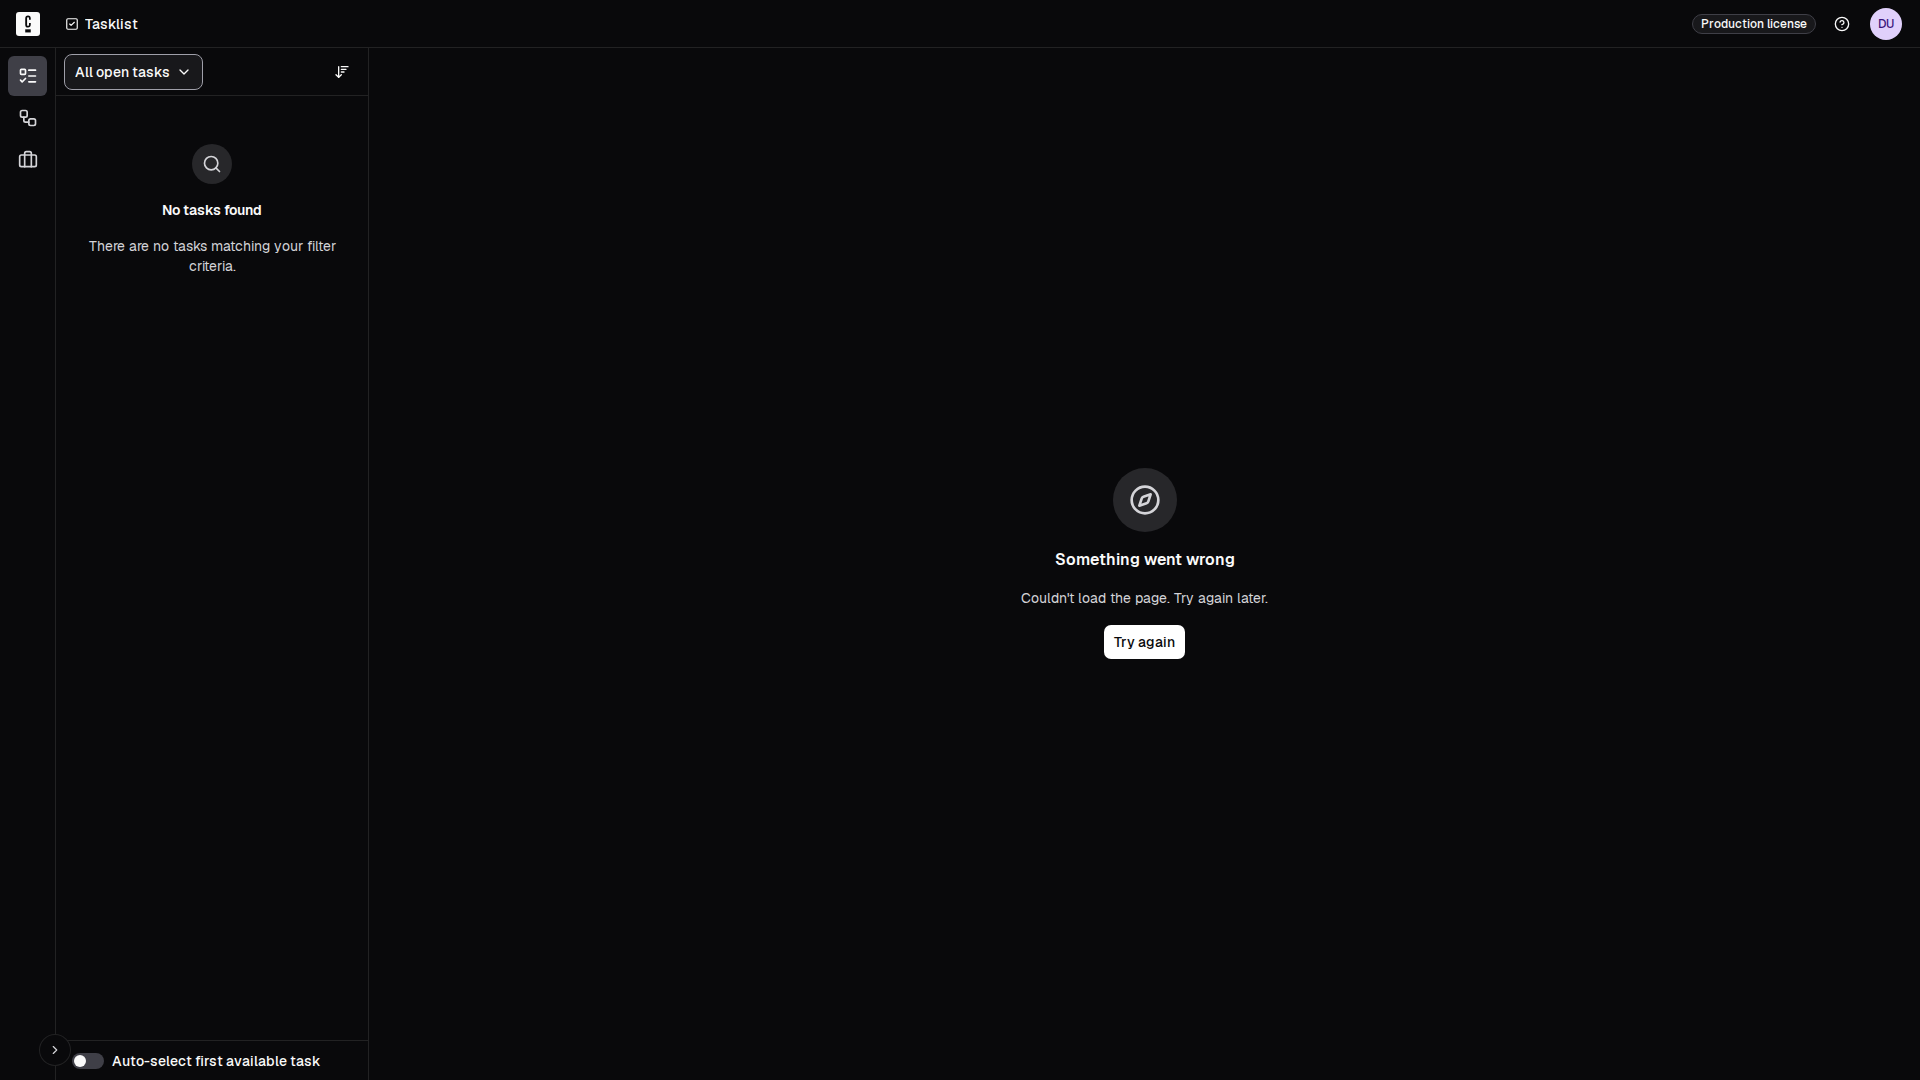 Tasklist
Production license
DU
All open tasks
No tasks found
There are no tasks matching your filter
criteria.
Something went wrong
Couldn't load the page. Try again later.
Try again
Auto-select first available task